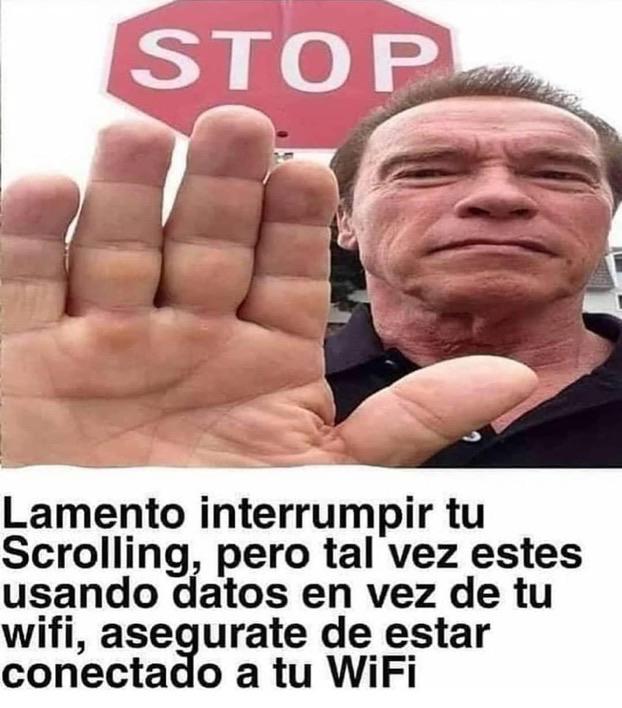 STOP
Lamento interrumpir tu
Scrolling, pero tal vez estes
usando datos en vez de tu
wifi, asegurate de estar
conectado a tu WiFi